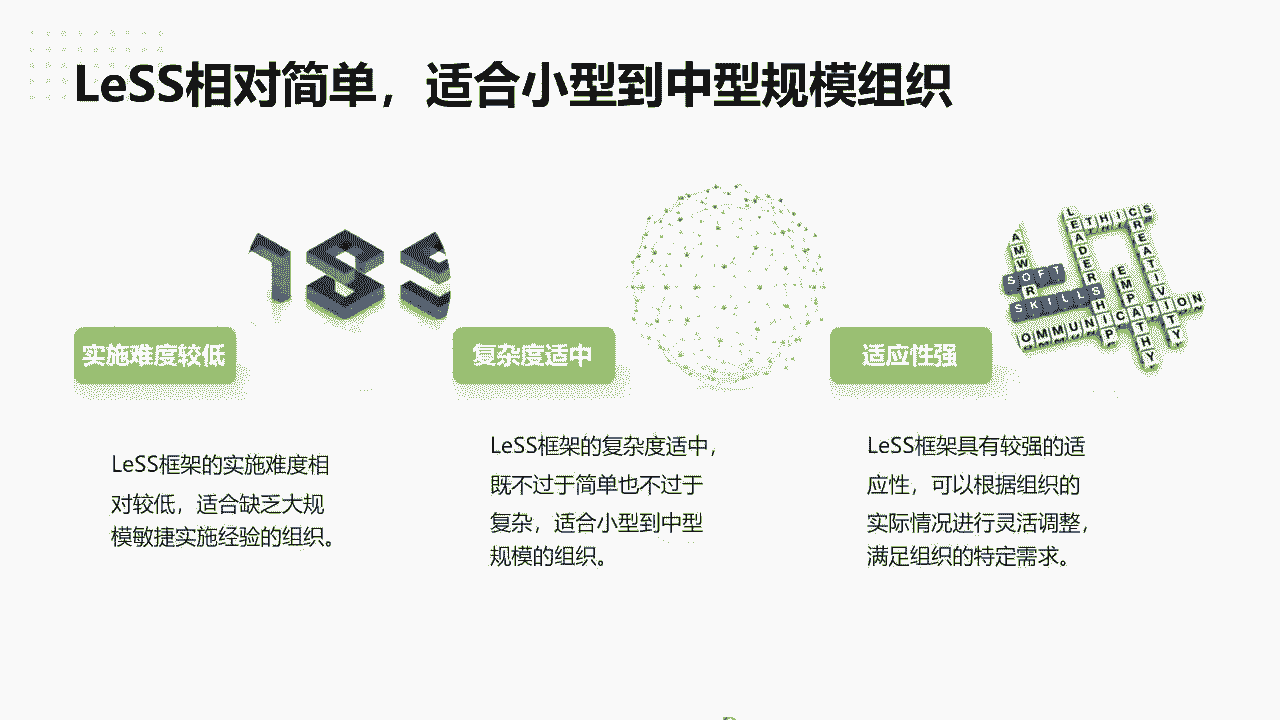 LeSS相对简单，适合小型到中型规模组织
实施难度较低
LeSS框架的实施难度相
对较低，适合缺乏大规
模敏捷实施经验的组织。
复杂度适中
LeSS框架的复杂度适中，
既不过于简单也不过于
复杂，适合小型到中型
规模的组织。
适应性强
LeSS框架具有较强的适
应性，可以根据组织的
实际情况进行灵活调整，
满足组织的特定需求。
LEADERSHIP
ETHICS
CREATIVITY
SOFT
SKILLS
EMPATHY
OMMUNICATION